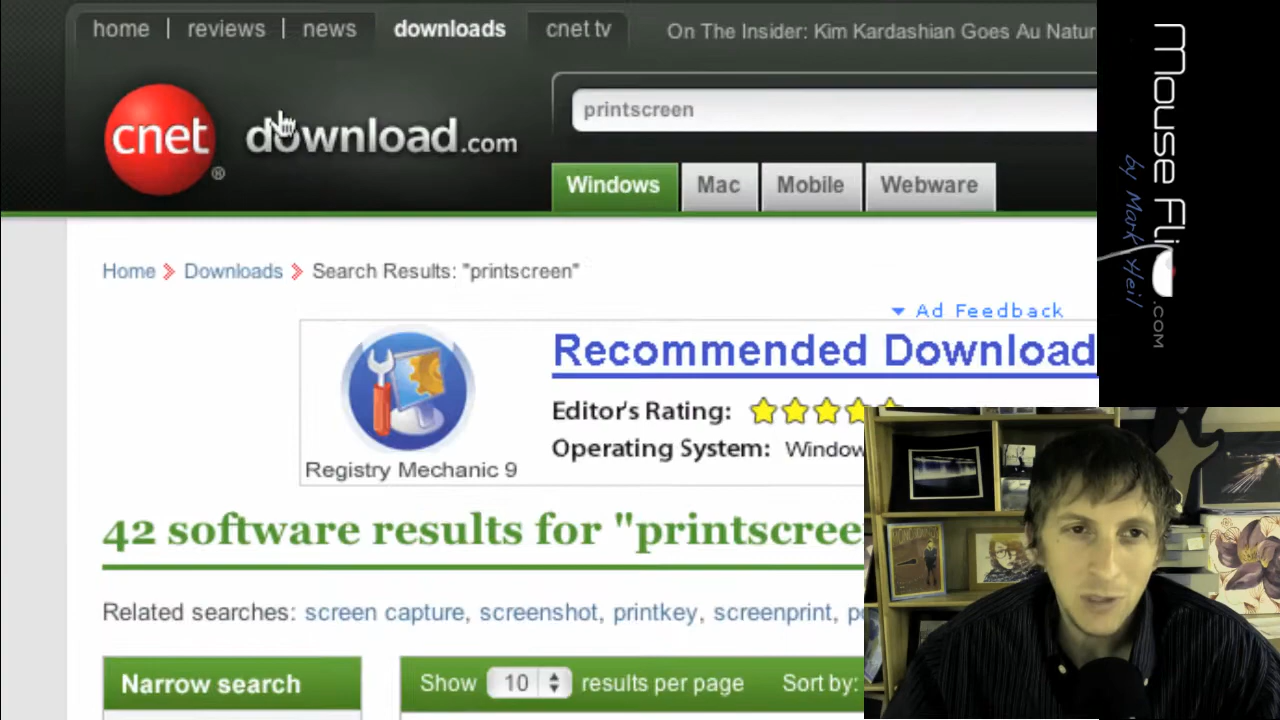 home | reviews | news downloads cnet tv On The Insider: Kim Kardashian Goes Au Natur
cnet ® download.com
printscreen
Windows Mac Mobile Webware
Home Downloads Search Results: "printscreen"
Ad Feedback
Recommended Download
Editor's Rating:
Operating System: Window
Registry Mechanic 9
42 software results for "printscree
Related searches: screen capture, screenshot, printkey, screenprint, p
Narrow search
Show 10 results per page Sort by:
Mouse Flix.com
by Mark Heil